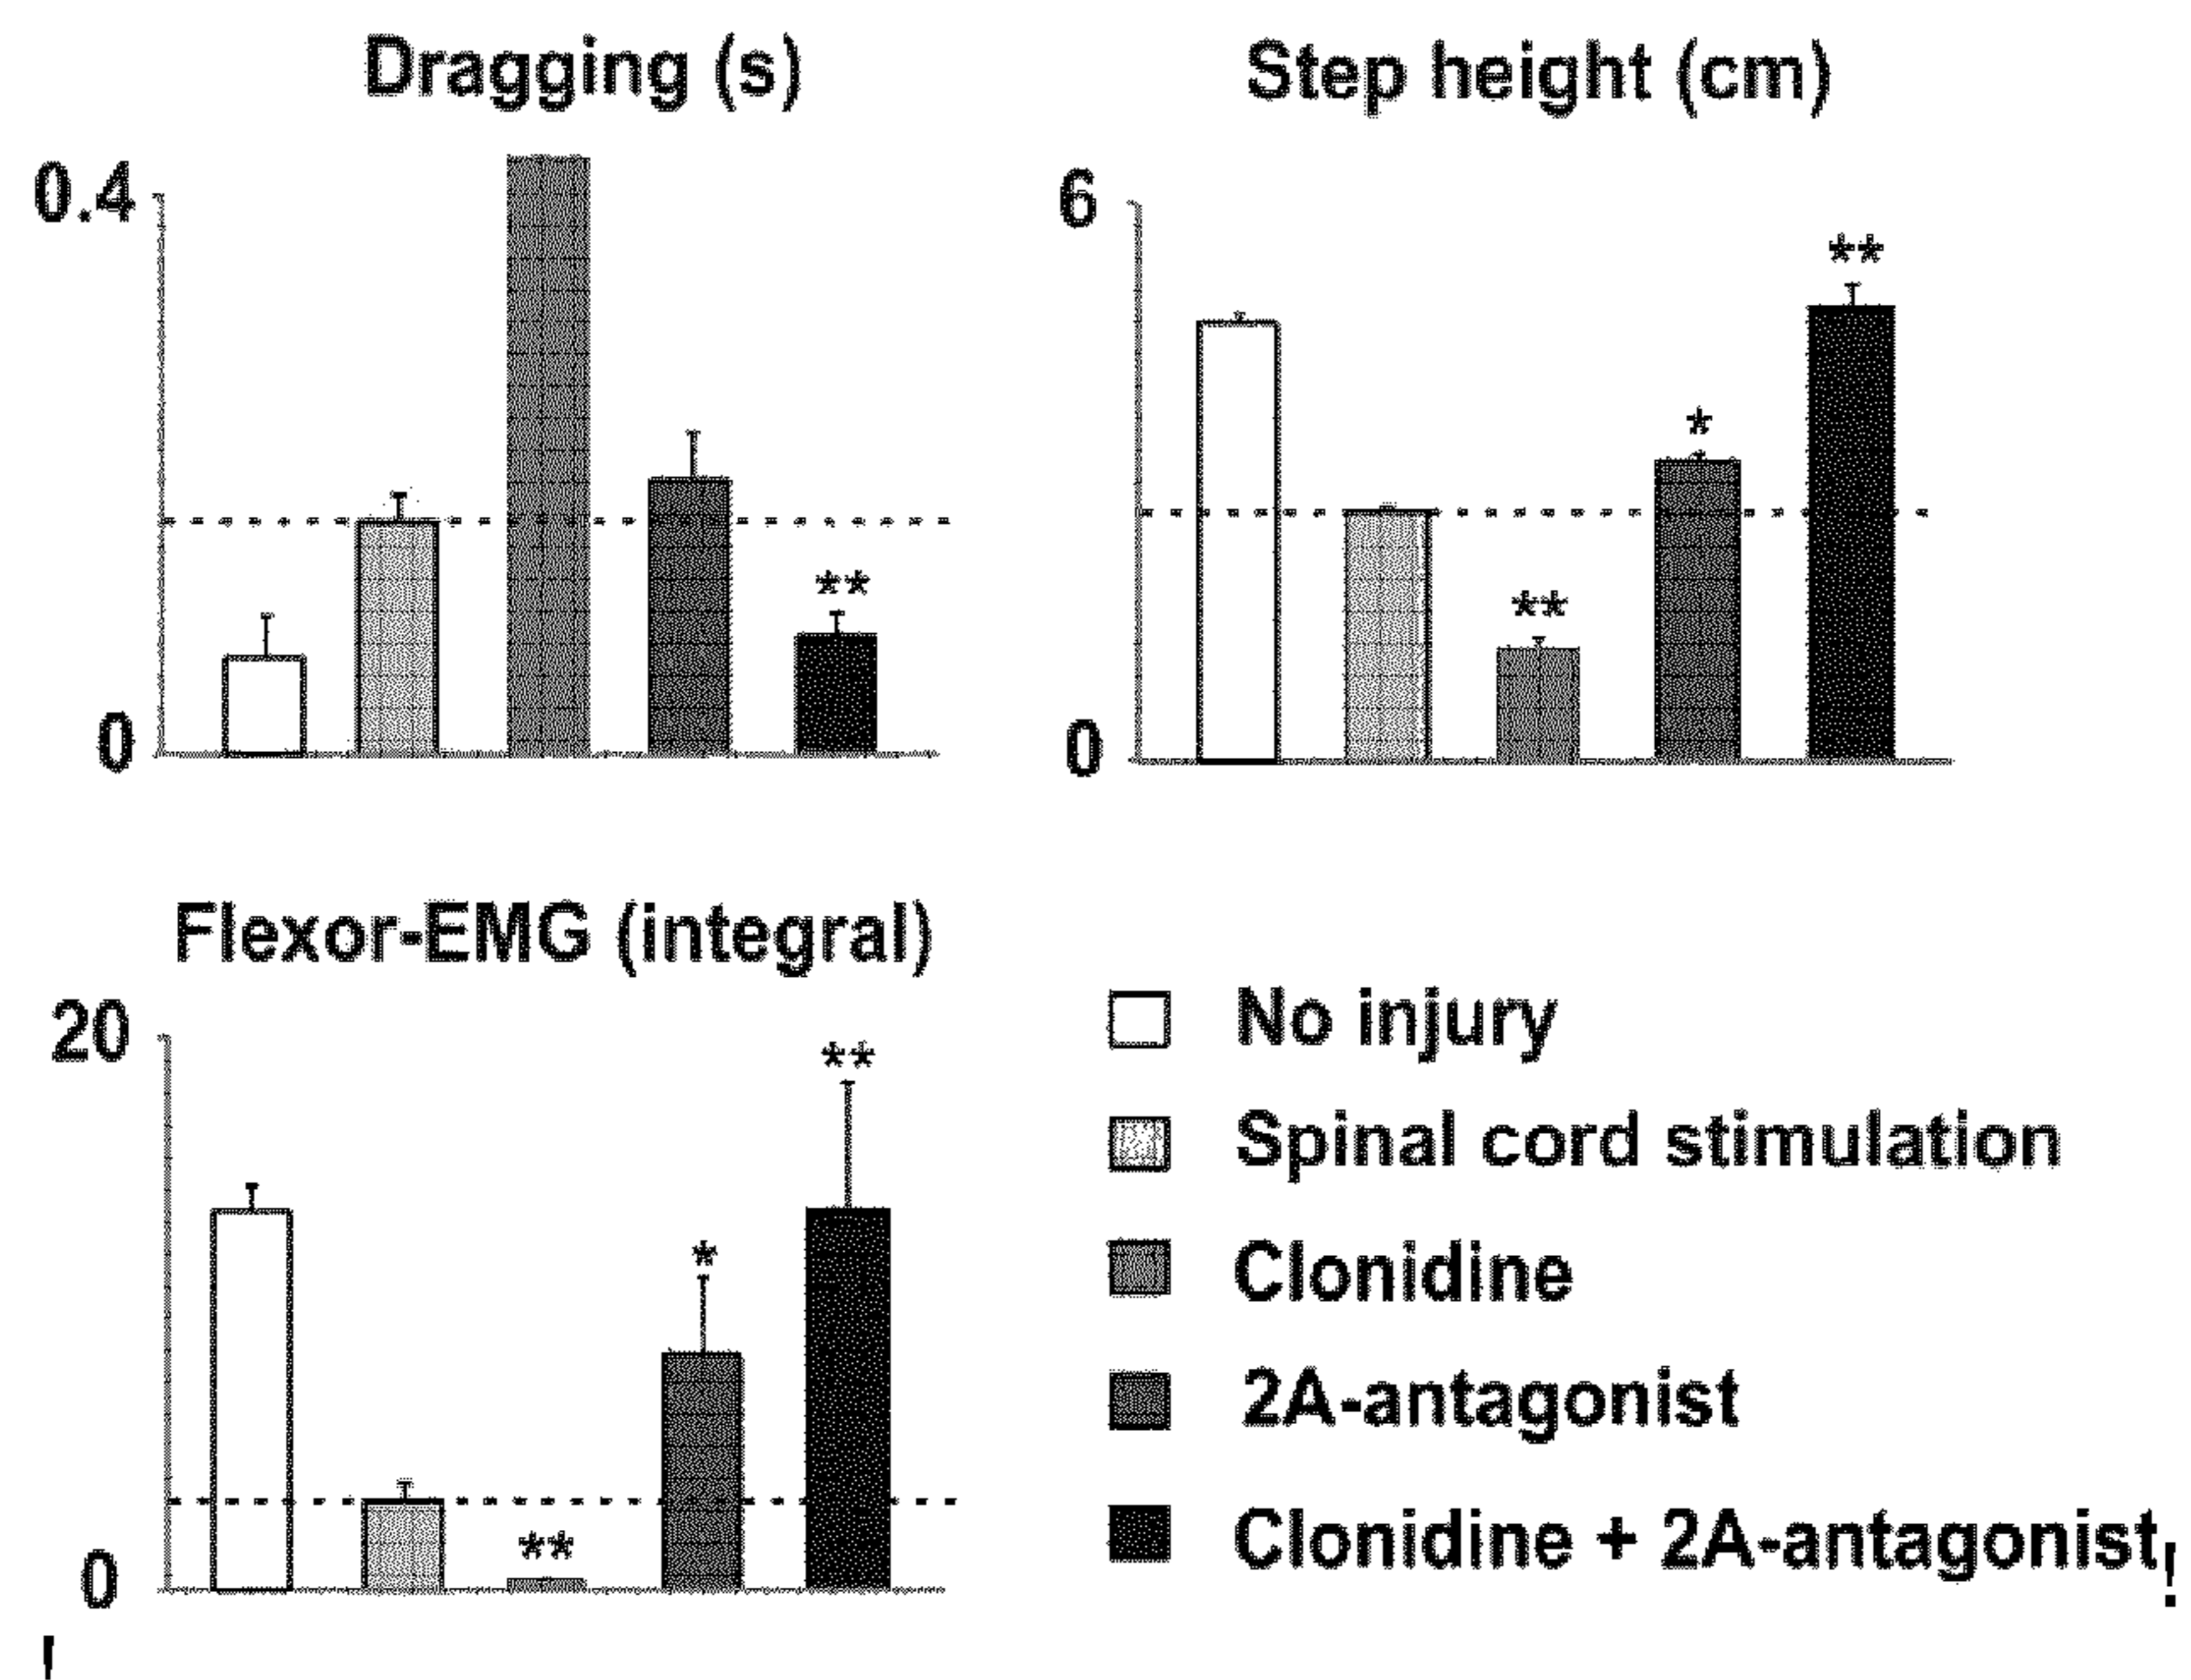 Dragging (s)
0.4
**
0
Step height (cm)
6
**
*
**
0
Flexor-EMG (integral)
20
**
*
**
0
No injury
Spinal cord stimulation
Clonidine
2A-antagonist
Clonidine + 2A-antagonist!
!